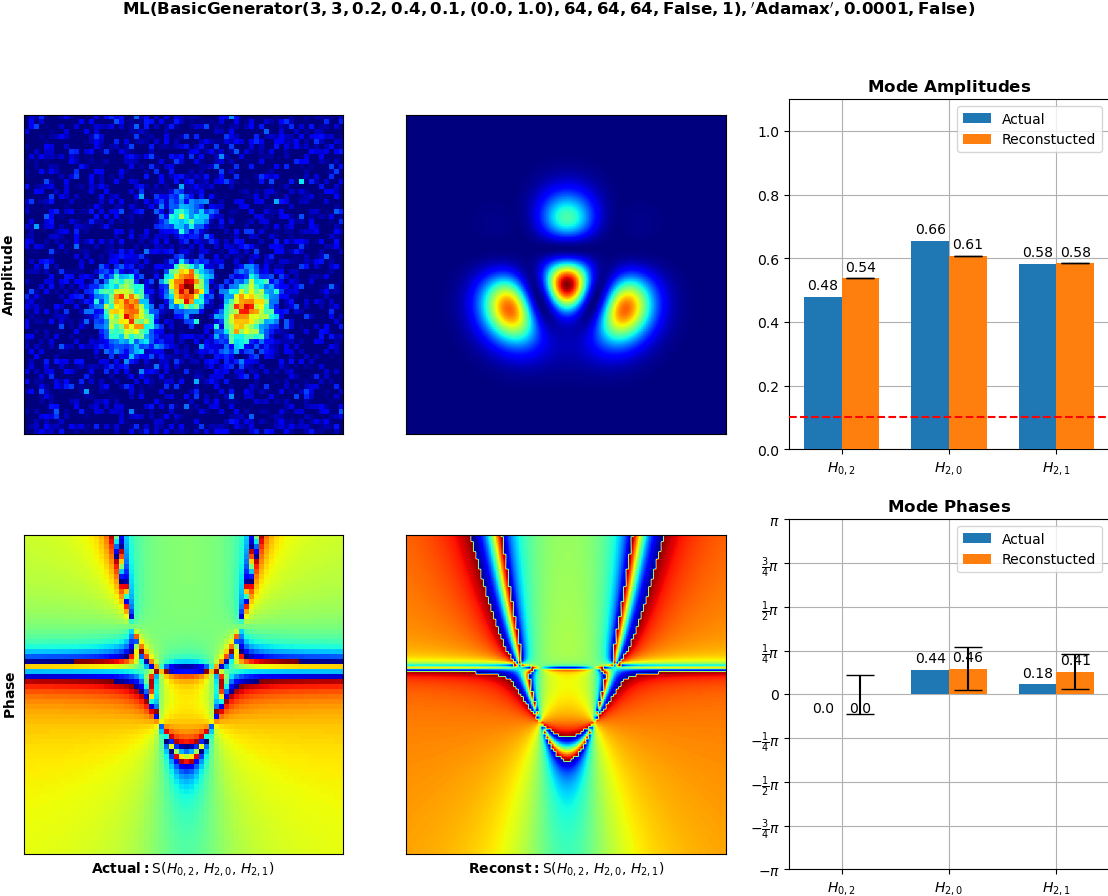 ML(BasicGenerator(3, 3, 0.2, 0.4, 0.1, (0.0, 1.0), 64, 64, 64, False, 1), ′Adamax′, 0.0001, False)
Amplitude
Mode Amplitudes
Actual
Reconstucted
1.0
0.8
0.6
0.4
0.2
0.0
0.48
0.54
0.66
0.61
0.58
0.58
H0, 2
H2, 0
H2, 1
Phase
Actual: S(H0, 2, H2, 0, H2, 1)
Reconst: S(H0, 2, H2, 0, H2, 1)
Mode Phases
Actual
Reconstucted
π
3/4π
1/2π
1/4π
0
−1/4π
−1/2π
−3/4π
−π
0.0
0.0
0.44
0.46
0.18
0.41
H0, 2
H2, 0
H2, 1